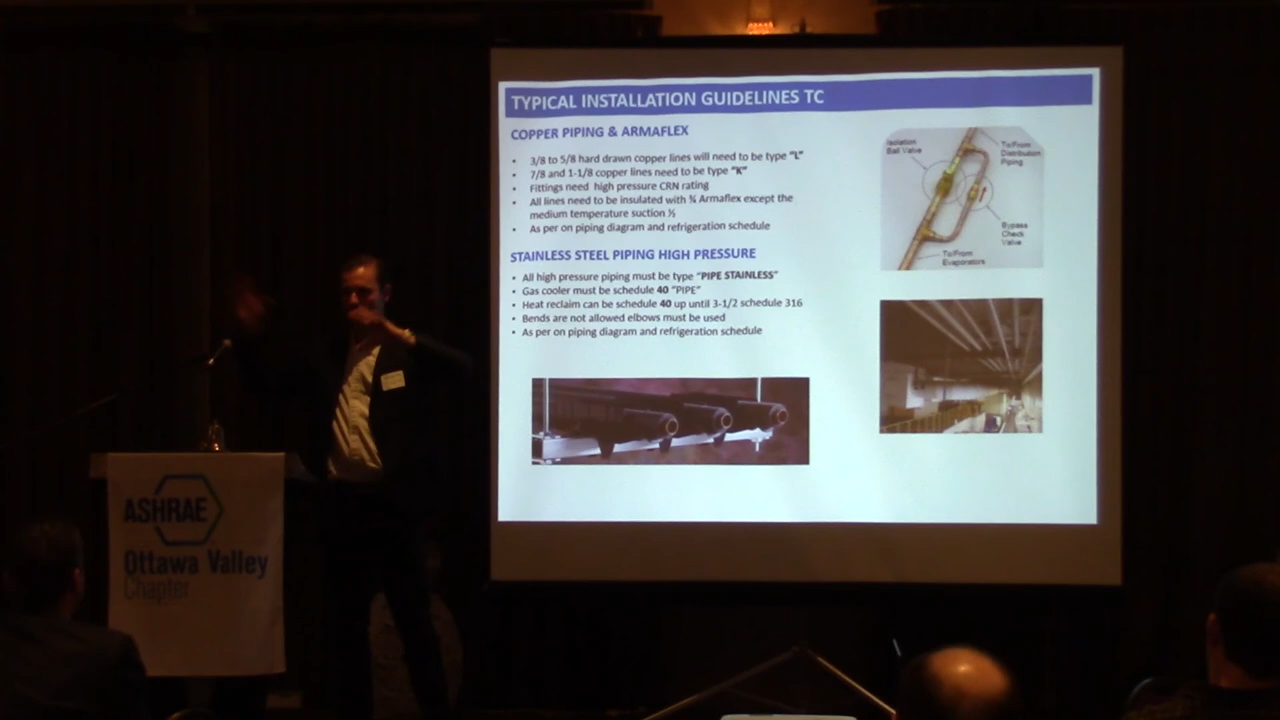 TYPICAL INSTALLATION GUIDELINES TC
COPPER PIPING & ARMAFLEX
• 3/8 to 5/8 hard drawn copper lines will need to be type "L"
• 7/8 and 1-1/8 copper lines need to be type "K"
• Fittings need high pressure CRN rating
• All lines need to be insulated with ¾ Armaflex except the
medium temperature suction ½
• As per on piping diagram and refrigeration schedule
STAINLESS STEEL PIPING HIGH PRESSURE
• All high pressure piping must be type "PIPE STAINLESS"
• Gas cooler must be schedule 40 "PIPE"
• Heat reclaim can be schedule 40 up until 3-1/2 schedule 316
• Bends are not allowed elbows must be used
• As per on piping diagram and refrigeration schedule
Isolation
Ball Valve
To/From
Distribution
Piping
Bypass
Check
Valve
To/From
Evaporators
ASHRAE
Ottawa Valley
Chapter